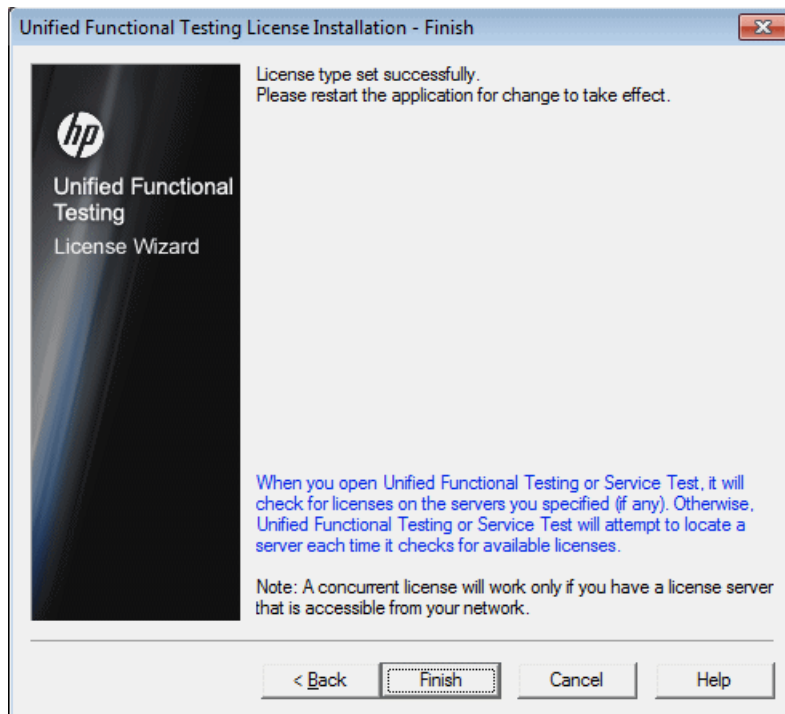 Unified Functional Testing License Installation - Finish
License type set successfully.
Please restart the application for change to take effect.
hp
Unified Functional
Testing
License Wizard
When you open Unified Functional Testing or Service Test, it will
check for licenses on the servers you specified (if any). Otherwise,
Unified Functional Testing or Service Test will attempt to locate a
server each time it checks for available licenses.
Note: A concurrent license will work only if you have a license server
that is accessible from your network.
< Back
Finish
Cancel
Help